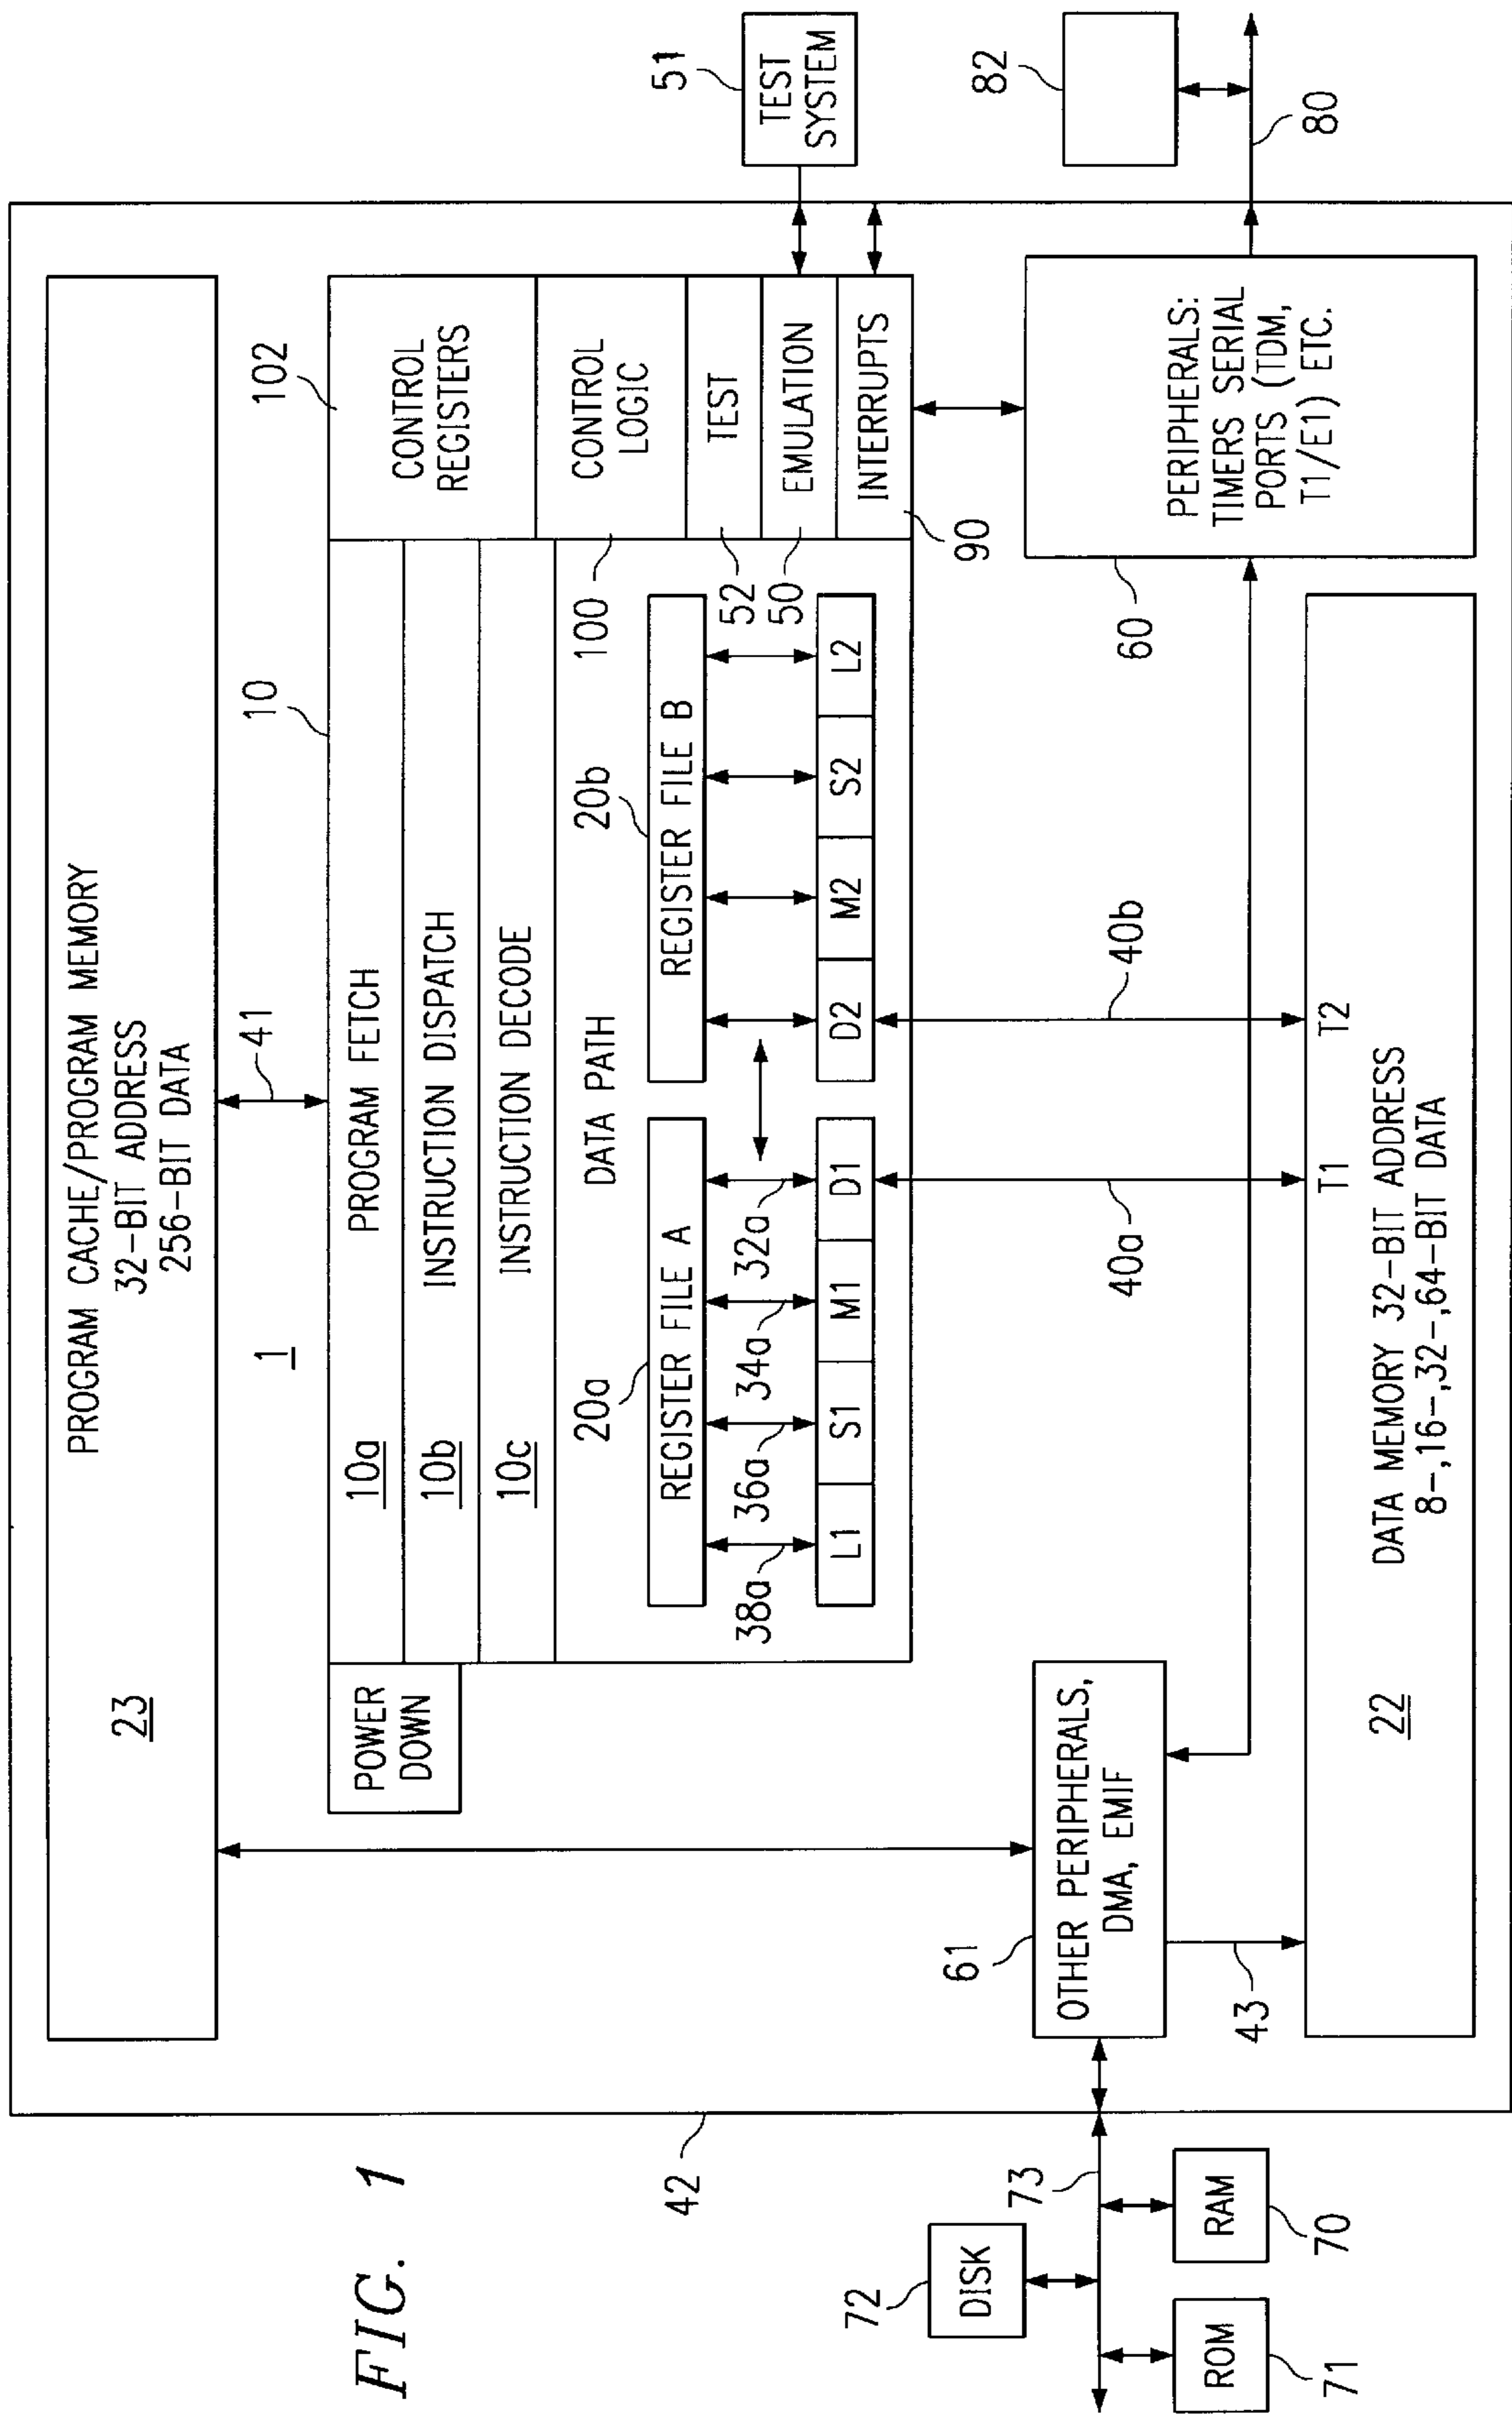 FIG. 1
42
PROGRAM CACHE/PROGRAM MEMORY
32-BIT ADDRESS
256-BIT DATA
23
41
1
10
102
POWER
DOWN
10a
PROGRAM FETCH
10b
INSTRUCTION DISPATCH
10c
INSTRUCTION DECODE
CONTROL
REGISTERS
CONTROL
LOGIC
TEST
EMULATION
INTERRUPTS
DATA PATH
100
20a
20b
REGISTER FILE A
REGISTER FILE B
52
50
90
38a
36a
34a
32a
L1
S1
M1
D1
D2
M2
S2
L2
51
TEST
SYSTEM
82
80
61
OTHER PERIPHERALS,
DMA, EMIF
40a
40b
60
PERIPHERALS:
TIMERS SERIAL
PORTS (TDM,
T1/E1) ETC.
43
T1
T2
22
DATA MEMORY 32-BIT ADDRESS
8-,16-,32-,64-BIT DATA
72
DISK
73
ROM
RAM
71
70